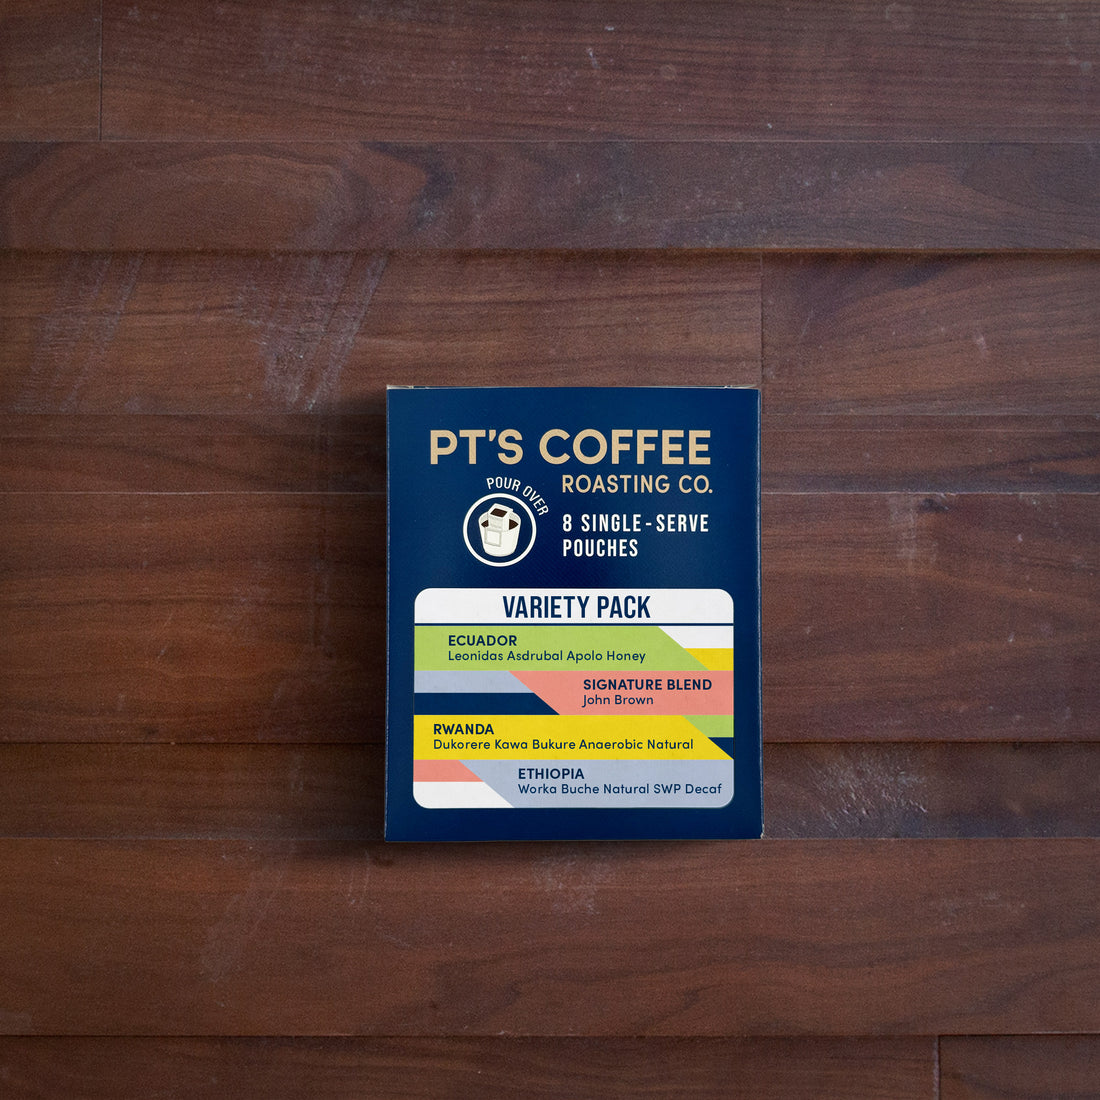 PT'S COFFEE
ROASTING CO.
POUR OVER
8 SINGLE-SERVE
POUCHES
VARIETY PACK
ECUADOR
Leonidas Asdrubal Apolo Honey
SIGNATURE BLEND
John Brown
RWANDA
Dukorere Kawa Bukure Anaerobic Natural
ETHIOPIA
Worka Buche Natural SWP Decaf